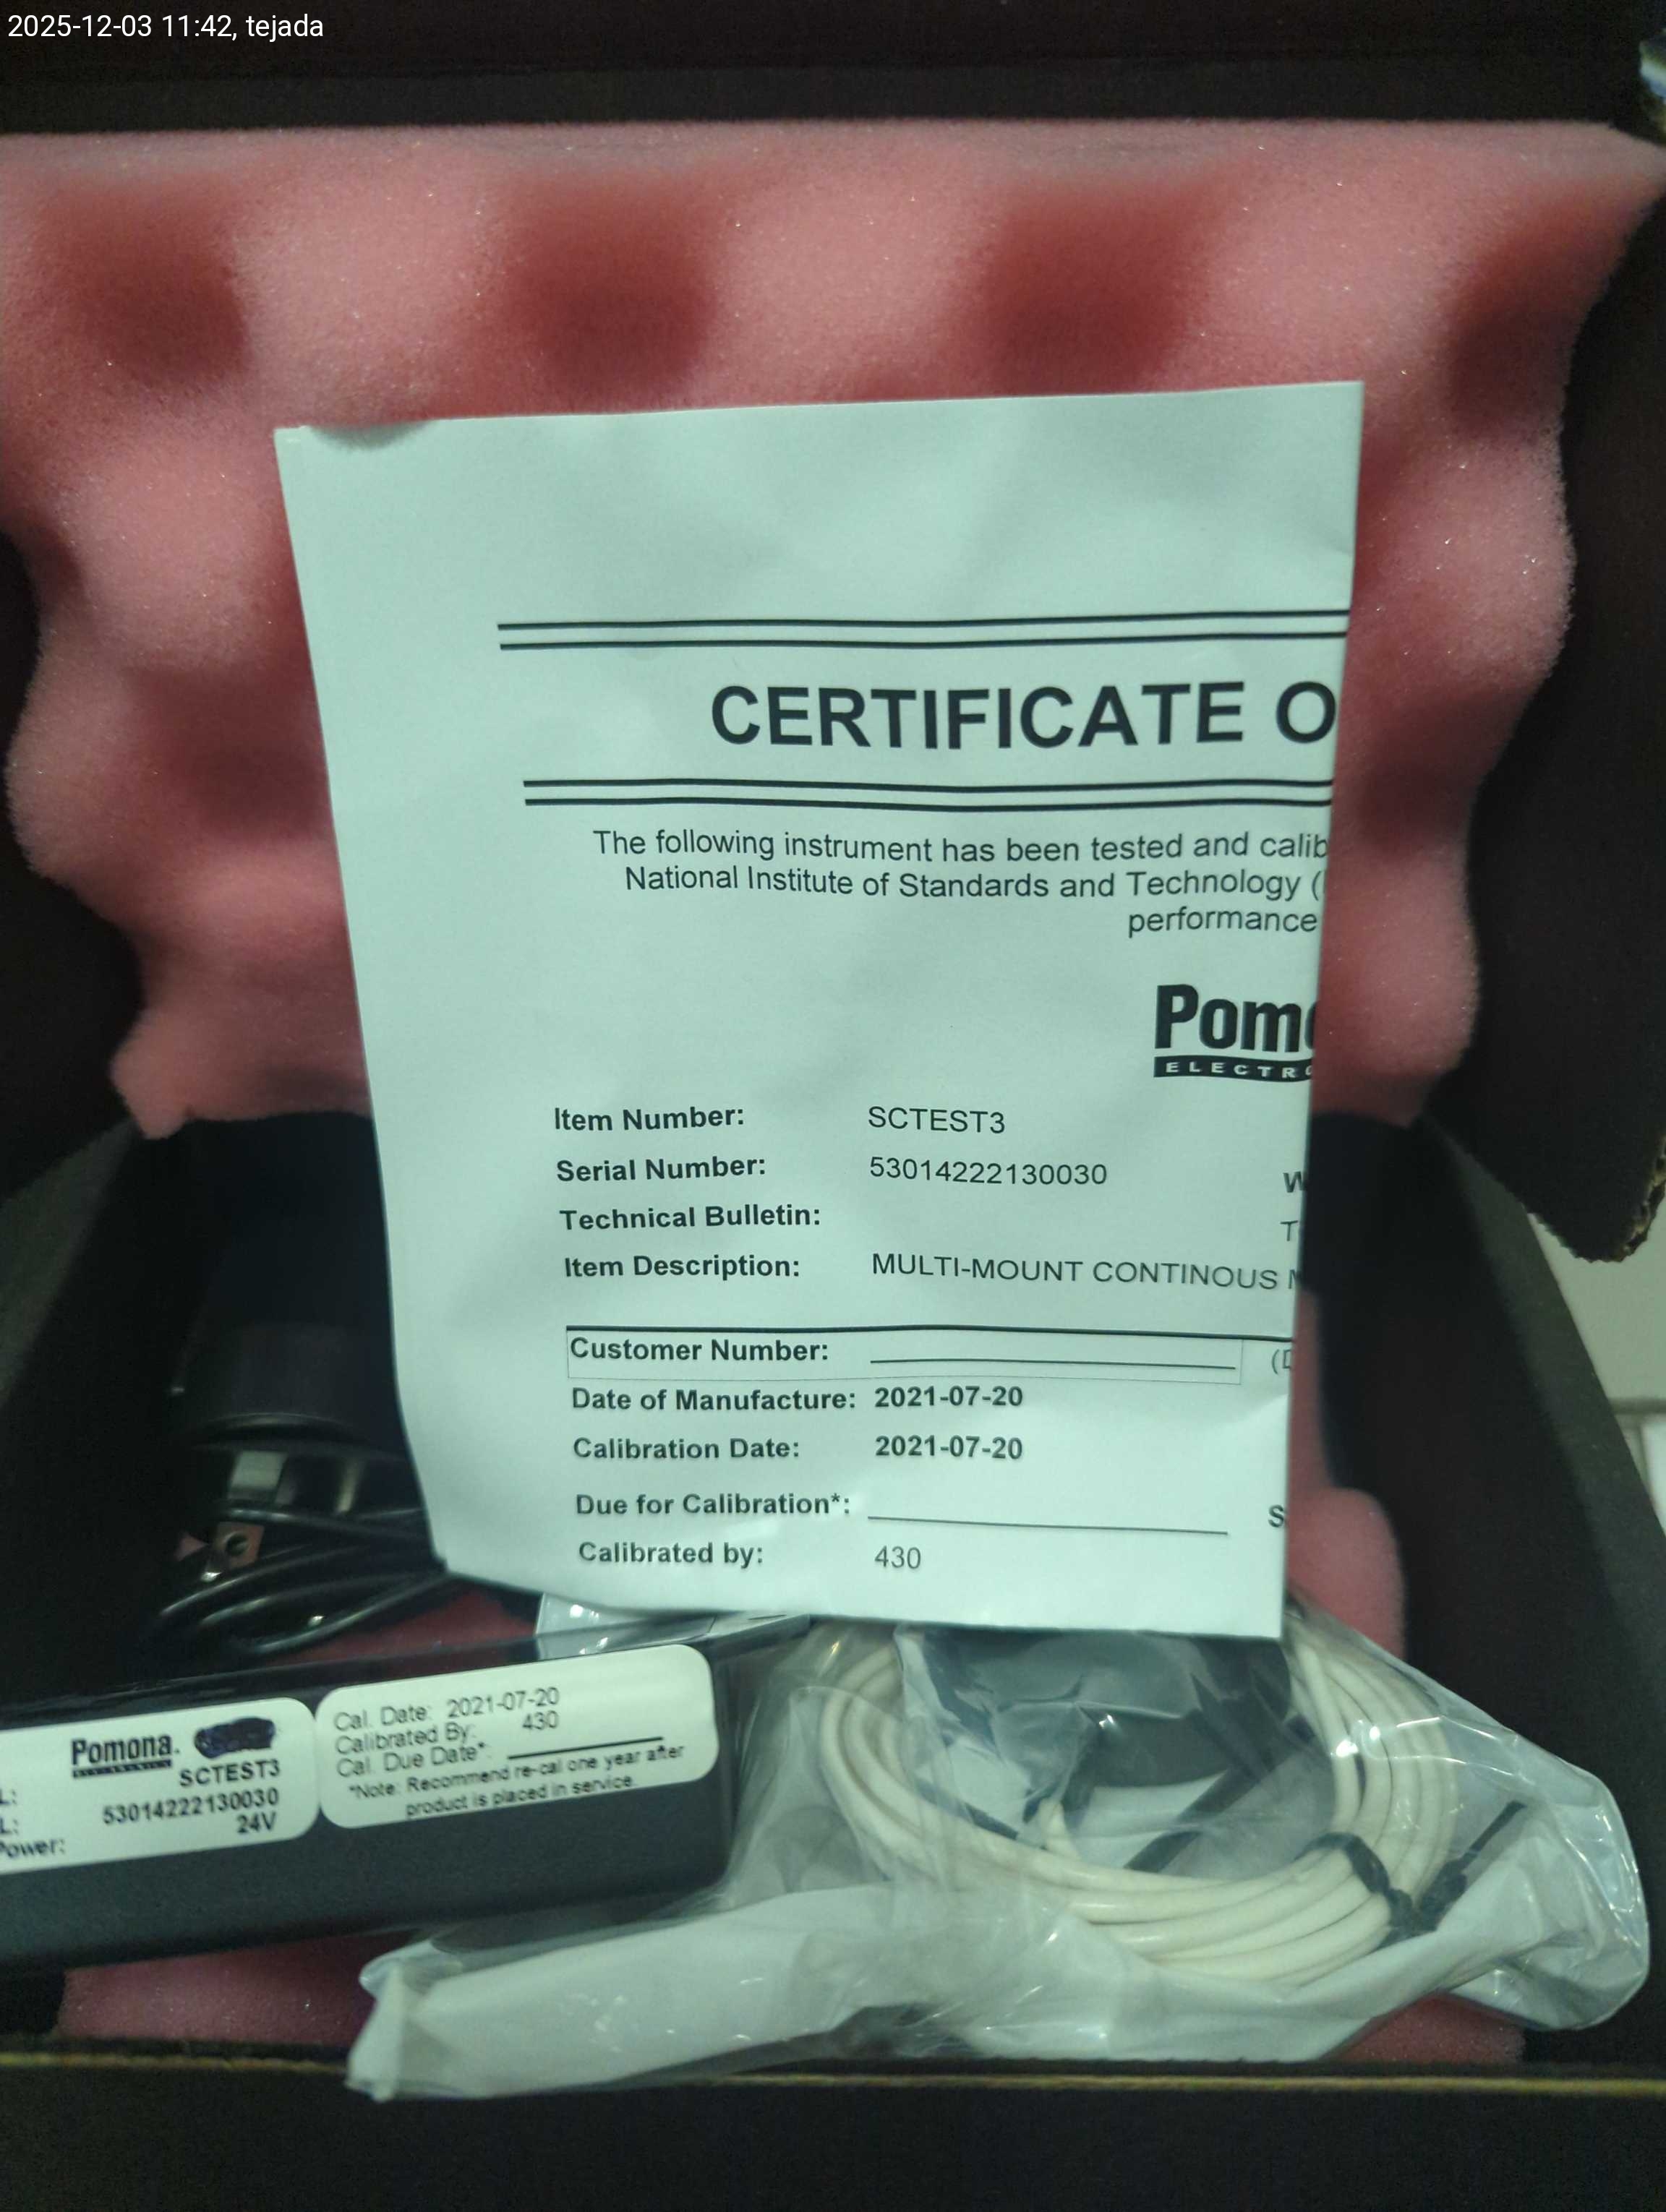 2025-12-03 11:42, tejada
CERTIFICATE O
The following instrument has been tested and calib
National Institute of Standards and Technology (
performance
Pomo
ELECTRO
Item Number: SCTEST3
Serial Number: 53014222130030
W
Technical Bulletin:
T
Item Description: MULTI-MOUNT CONTINOUS M
Customer Number:
(D
Date of Manufacture: 2021-07-20
Calibration Date: 2021-07-20
Due for Calibration*:
S
Calibrated by: 430
Pomona.
ELECTRONICS
SCTEST3
L: 53014222130030
L: 24V
Power:
Cal. Date: 2021-07-20
Calibrated By: 430
Cal. Due Date*:
*Note: Recommend re-cal one year after
product is placed in service.